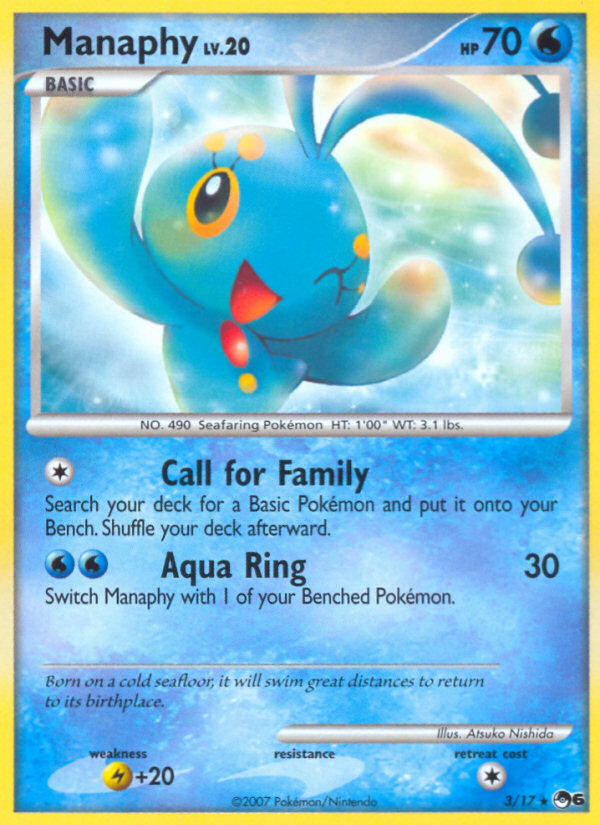 Manaphy LV.20 HP 70
BASIC
NO. 490 Seafaring Pokémon HT: 1'00" WT: 3.1 lbs.
Call for Family
Search your deck for a Basic Pokémon and put it onto your
Bench. Shuffle your deck afterward.
Aqua Ring 30
Switch Manaphy with 1 of your Benched Pokémon.
Born on a cold seafloor, it will swim great distances to return
to its birthplace.
Illus. Atsuko Nishida
weakness resistance retreat cost
+20
©2007 Pokémon/Nintendo 3/17 ★ 6